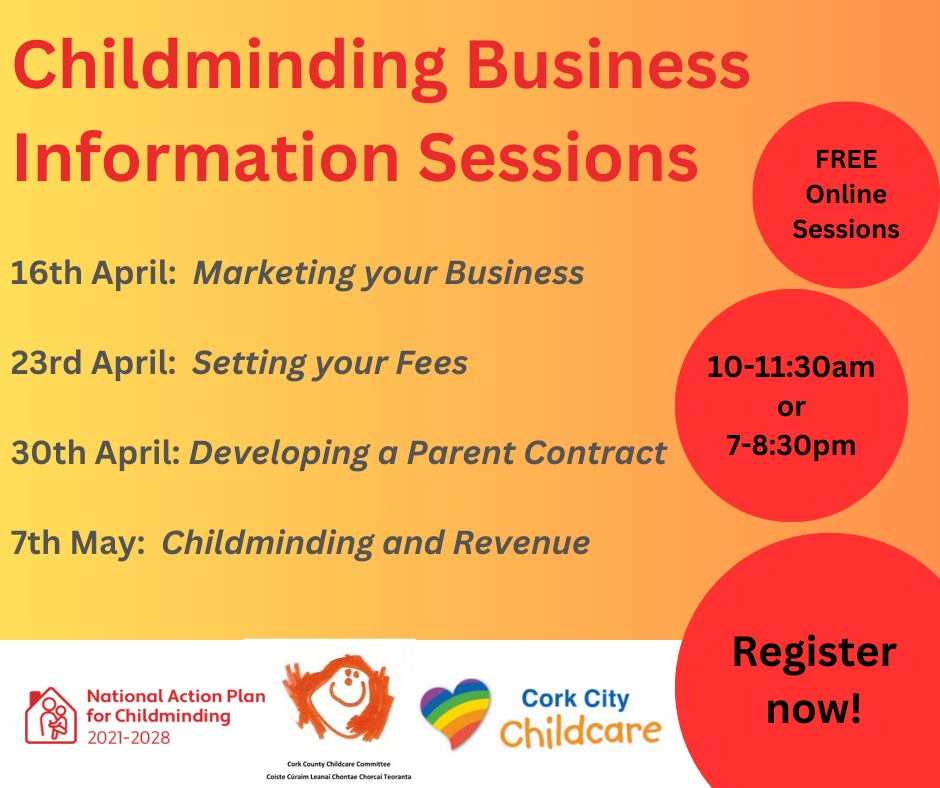 Childminding Business
Information Sessions
FREE
Online
Sessions
16th April: Marketing your Business
23rd April: Setting your Fees
30th April: Developing a Parent Contract
7th May: Childminding and Revenue
10-11:30am
or
7-8:30pm
Register
now!
National Action Plan
for Childminding
2021-2028
Cork County Childcare Committee
Coiste Cúraim Leanaí Chontae Chorcaí Teoranta
Cork City
Childcare